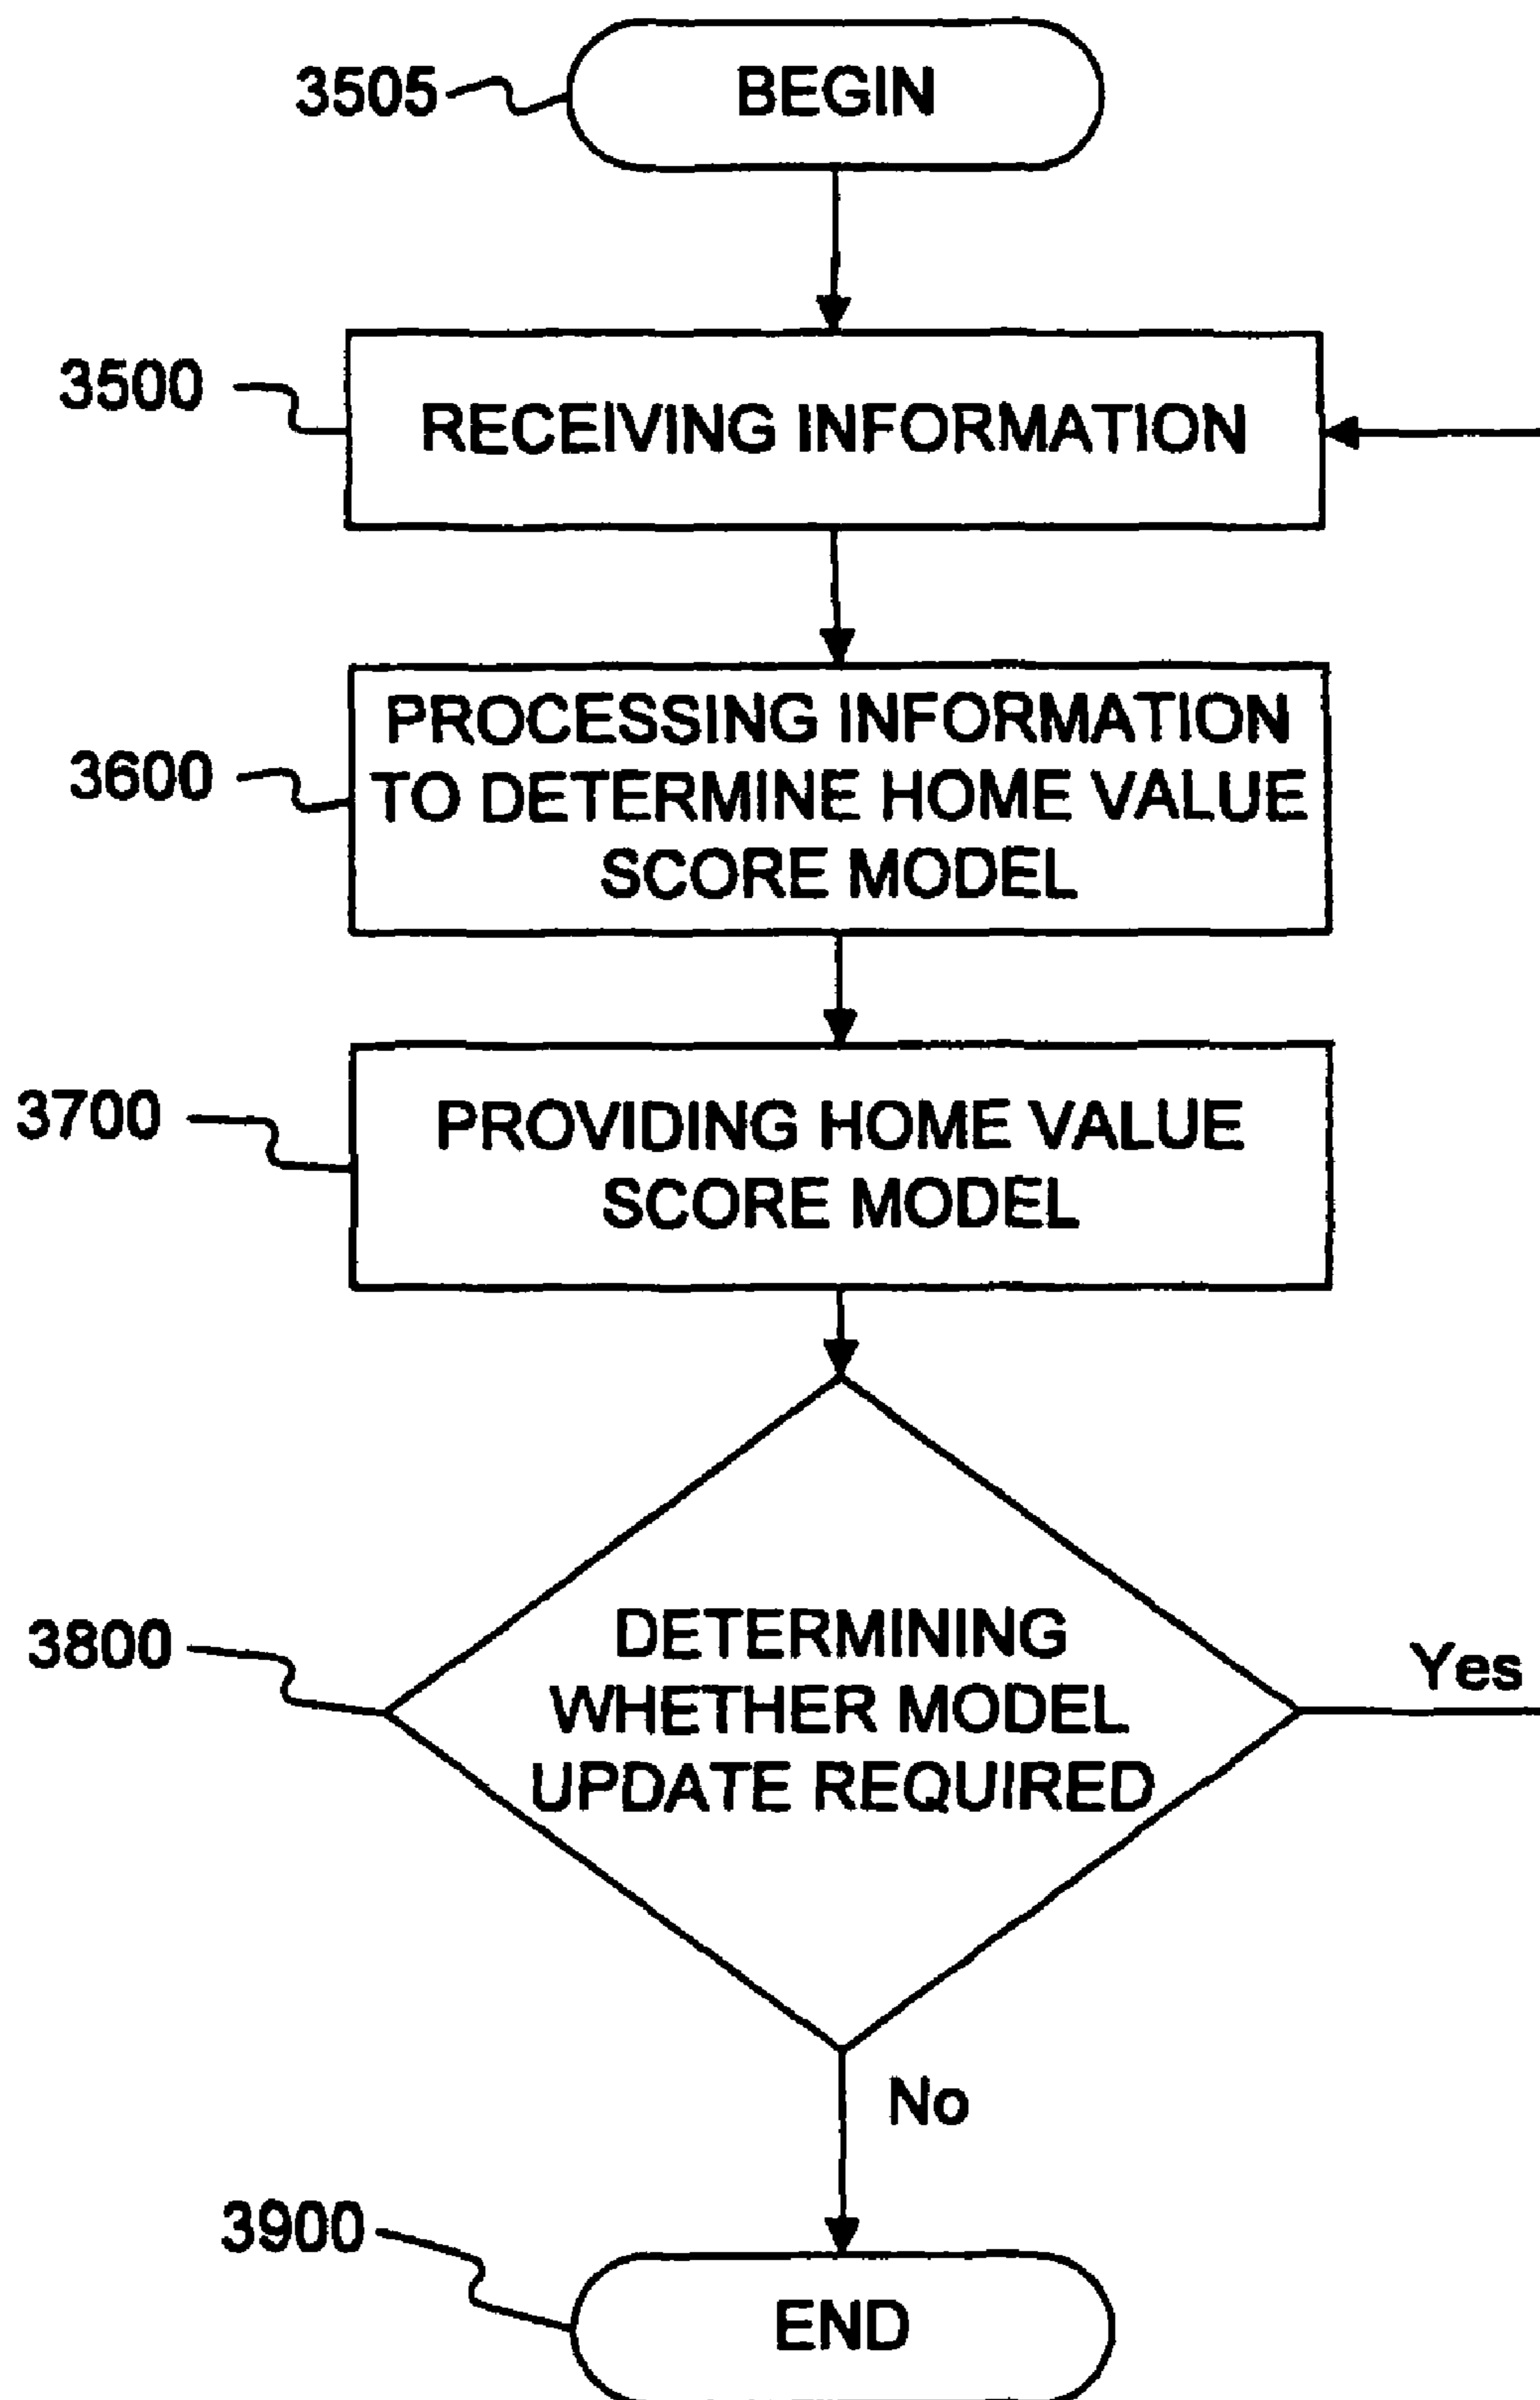 3505
BEGIN
3500
RECEIVING INFORMATION
3600
PROCESSING INFORMATION
TO DETERMINE HOME VALUE
SCORE MODEL
3700
PROVIDING HOME VALUE
SCORE MODEL
3800
DETERMINING
WHETHER MODEL
UPDATE REQUIRED
Yes
No
3900
END